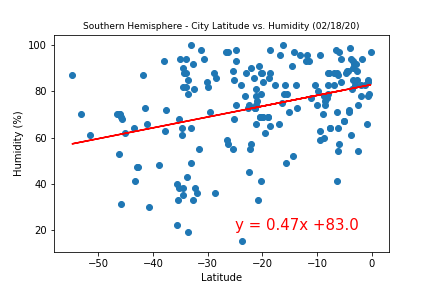 Southern Hemisphere - City Latitude vs. Humidity (02/18/20)
100
80
60
40
20
Humidity (%)
y = 0.47x +83.0
−50
−40
−30
−20
−10
0
Latitude